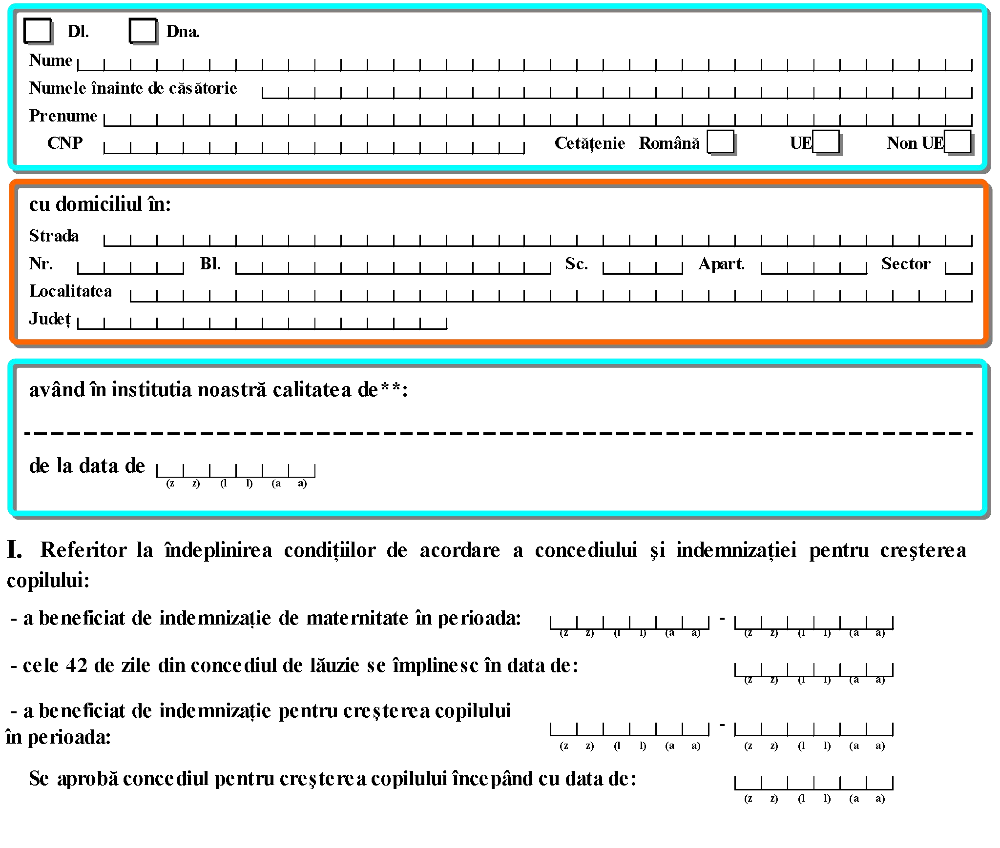 Dl. Dna.
Nume
Numele înainte de căsătorie
Prenume
CNP Cetățenie Română UE Non UE
cu domiciliul în:
Strada
Nr. Bl. Sc. Apart. Sector
Localitatea
Județ
având în institutia noastră calitatea de**:
de la data de
(z z) (l l) (a a)
I. Referitor la îndeplinirea condițiilor de acordare a concediului şi indemnizației pentru creşterea
copilului:
- a beneficiat de indemnizație de maternitate în perioada: -
(z z) (l l) (a a) (z z) (l l) (a a)
- cele 42 de zile din concediul de lăuzie se împlinesc în data de:
(z z) (l l) (a a)
- a beneficiat de indemnizație pentru creşterea copilului
în perioada: -
(z z) (l l) (a a) (z z) (l l) (a a)
Se aprobă concediul pentru creşterea copilului începând cu data de:
(z z) (l l) (a a)